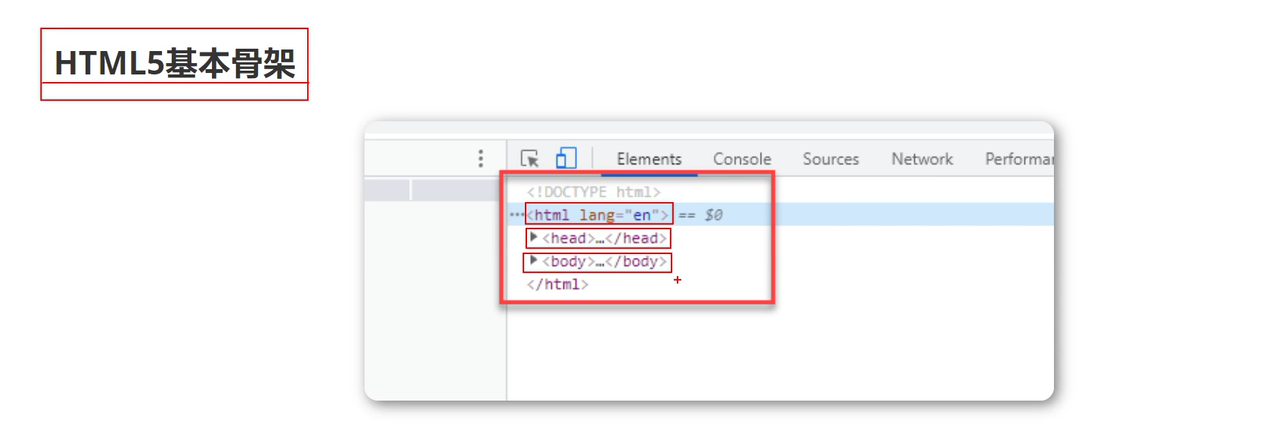 HTML5基本骨架
Elements Console Sources Network Performa
<!DOCTYPE html>
…<html lang="en"> == $0
▶<head>…</head>
▶<body>…</body>
</html>